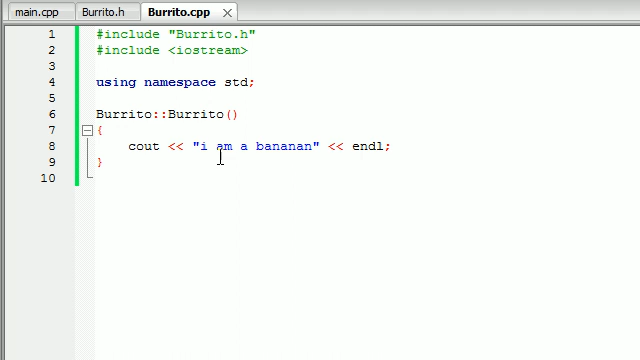 main.cpp Burrito.h Burrito.cpp
1 #include "Burrito.h"
2 #include <iostream>
3
4 using namespace std;
5
6 Burrito::Burrito()
7 {
8 cout << "i am a bananan" << endl;
9 }
10